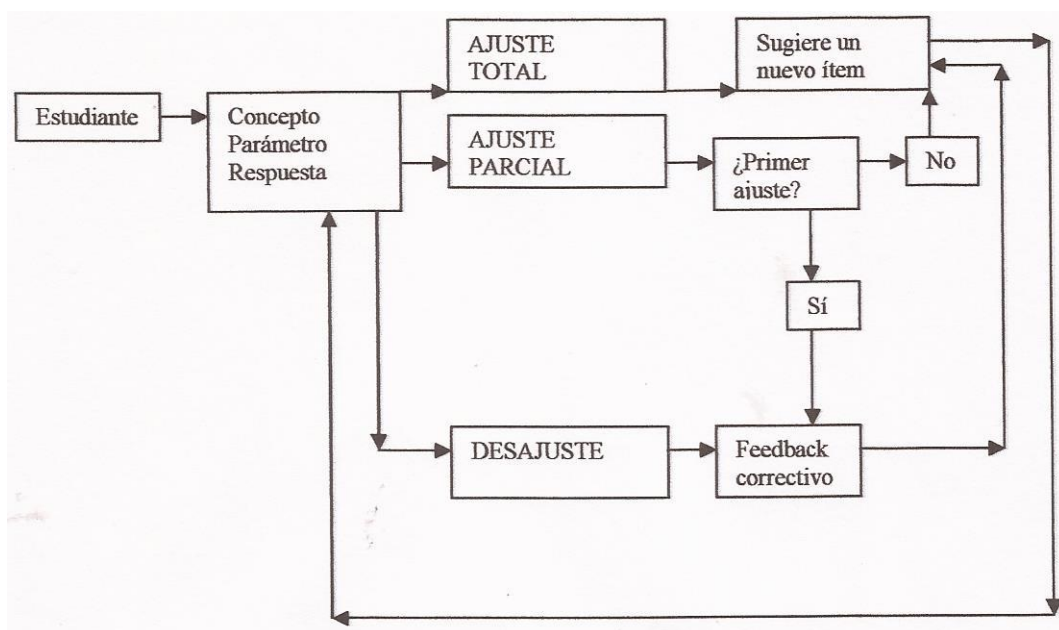 AJUSTE
TOTAL
Sugiere un
nuevo ítem
Estudiante
Concepto
Parámetro
Respuesta
AJUSTE
PARCIAL
¿Primer
ajuste?
No
Sí
DESAJUSTE
Feedback
correctivo